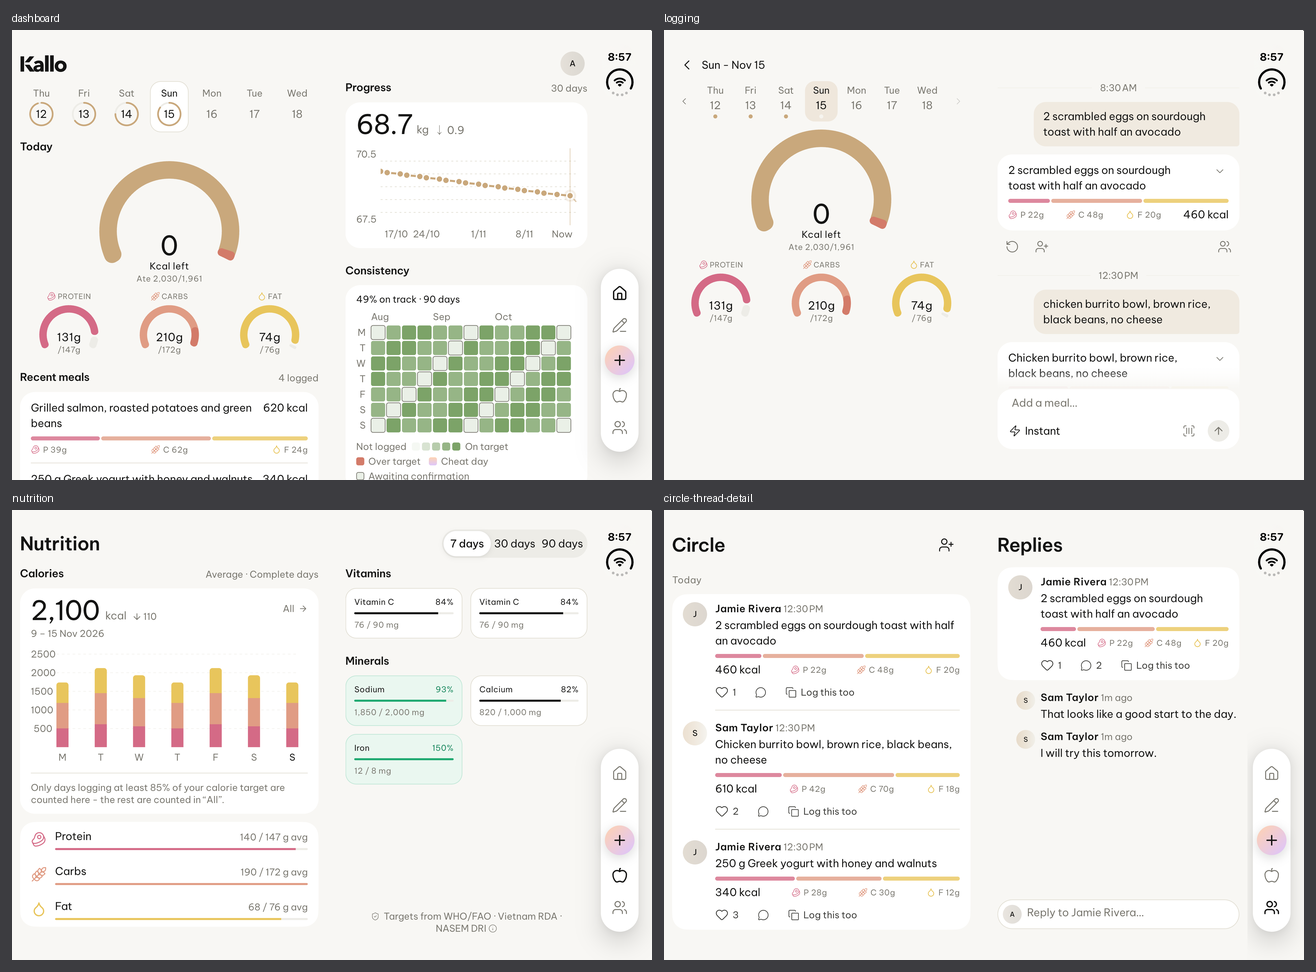 dashboard
Kallo
A
8:57
Thu Fri Sat Sun Mon Tue Wed
12 13 14 15 16 17 18
Today
0
Kcal left
Ate 2,030/1,961
PROTEIN CARBS FAT
131g 210g 74g
/147g /172g /76g
Recent meals 4 logged
Grilled salmon, roasted potatoes and green 620 kcal
beans
P 39g C 62g F 24g
250 g Greek yogurt with honey and walnuts 340 kcal
Progress 30 days
68.7 kg ↓ 0.9
70.5
67.5
17/10 24/10 1/11 8/11 Now
Consistency
49% on track · 90 days
Aug Sep Oct
M
T
W
T
F
S
S
Not logged On target
Over target Cheat day
Awaiting confirmation
logging
8:57
Sun - Nov 15
Thu Fri Sat Sun Mon Tue Wed
12 13 14 15 16 17 18
0
Kcal left
Ate 2,030/1,961
PROTEIN CARBS FAT
131g 210g 74g
/147g /172g /76g
8:30 AM
2 scrambled eggs on sourdough
toast with half an avocado
2 scrambled eggs on sourdough
toast with half an avocado
P 22g C 48g F 20g 460 kcal
12:30 PM
chicken burrito bowl, brown rice,
black beans, no cheese
Chicken burrito bowl, brown rice,
black beans, no cheese
Add a meal...
Instant
nutrition
Nutrition
7 days 30 days 90 days
8:57
Calories Average · Complete days
2,100 kcal ↓ 110 All →
9 – 15 Nov 2026
2500
2000
1500
1000
500
M T W T F S S
Only days logging at least 85% of your calorie target are
counted here – the rest are counted in “All”.
Protein 140 / 147 g avg
Carbs 190 / 172 g avg
Fat 68 / 76 g avg
Vitamins
Vitamin C 84% Vitamin C 84%
76 / 90 mg 76 / 90 mg
Minerals
Sodium 93% Calcium 82%
1,850 / 2,000 mg 820 / 1,000 mg
Iron 150%
12 / 8 mg
Targets from WHO/FAO · Vietnam RDA ·
NASEM DRI
circle-thread-detail
Circle
8:57
Today
J
Jamie Rivera 12:30 PM
2 scrambled eggs on sourdough toast with half
an avocado
460 kcal P 22g C 48g F 20g
1 Log this too
S
Sam Taylor 12:30 PM
Chicken burrito bowl, brown rice, black beans,
no cheese
610 kcal P 42g C 70g F 18g
2 Log this too
J
Jamie Rivera 12:30 PM
250 g Greek yogurt with honey and walnuts
340 kcal P 28g C 30g F 12g
3 Log this too
Replies
J
Jamie Rivera 12:30 PM
2 scrambled eggs on sourdough
toast with half an avocado
460 kcal P 22g C 48g F 20g
1 2 Log this too
S
Sam Taylor 1m ago
That looks like a good start to the day.
S
Sam Taylor 1m ago
I will try this tomorrow.
A
Reply to Jamie Rivera...